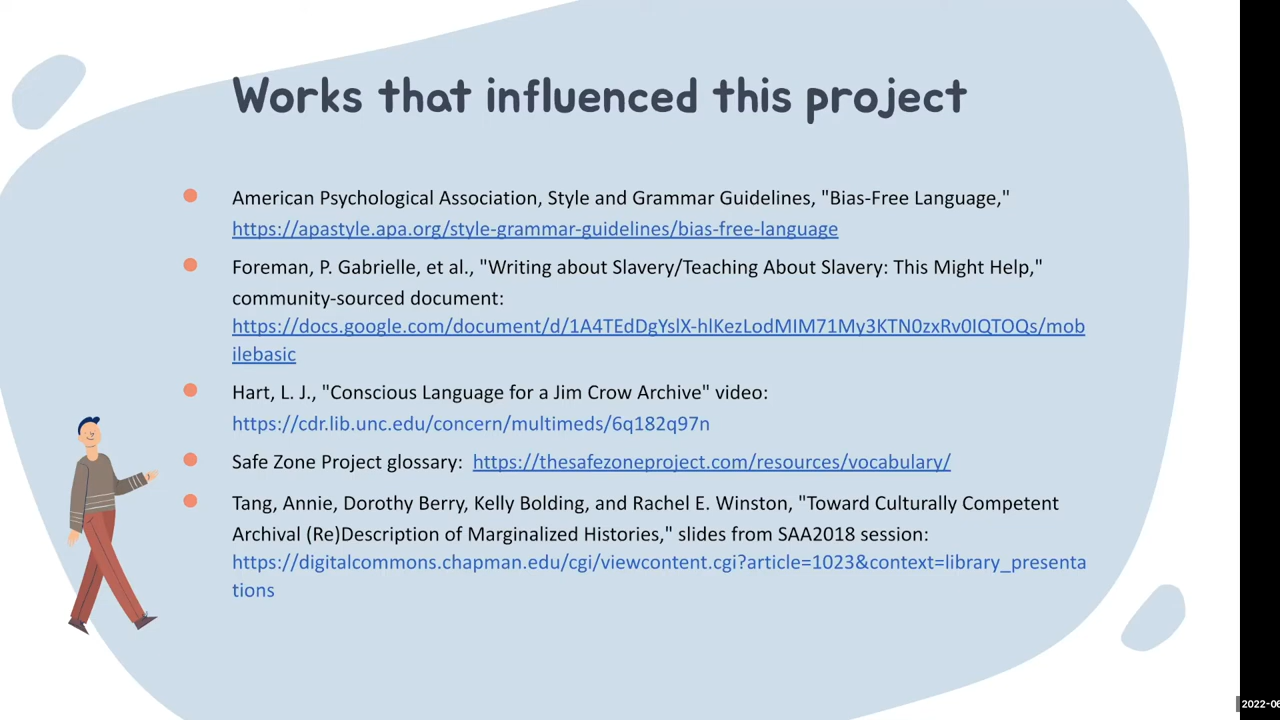 Works that influenced this project
American Psychological Association, Style and Grammar Guidelines, "Bias-Free Language,"
https://apastyle.apa.org/style-grammar-guidelines/bias-free-language
Foreman, P. Gabrielle, et al., "Writing about Slavery/Teaching About Slavery: This Might Help,"
community-sourced document:
https://docs.google.com/document/d/1A4TEdDgYslX-hlKezLodMIM71My3KTN0zxRv0IQTOQs/mob
ilebasic
Hart, L. J., "Conscious Language for a Jim Crow Archive" video:
https://cdr.lib.unc.edu/concern/multimeds/6q182q97n
Safe Zone Project glossary: https://thesafezoneproject.com/resources/vocabulary/
Tang, Annie, Dorothy Berry, Kelly Bolding, and Rachel E. Winston, "Toward Culturally Competent
Archival (Re)Description of Marginalized Histories," slides from SAA2018 session:
https://digitalcommons.chapman.edu/cgi/viewcontent.cgi?article=1023&context=library_presenta
tions